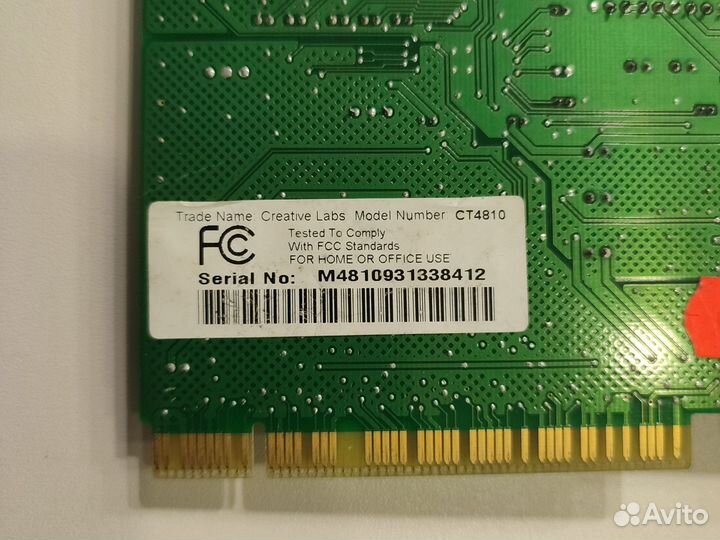 Trade Name Creative Labs Model Number CT4810
FC Tested To Comply
With FCC Standards
FOR HOME OR OFFICE USE
Serial No: M4810931338412
Avito